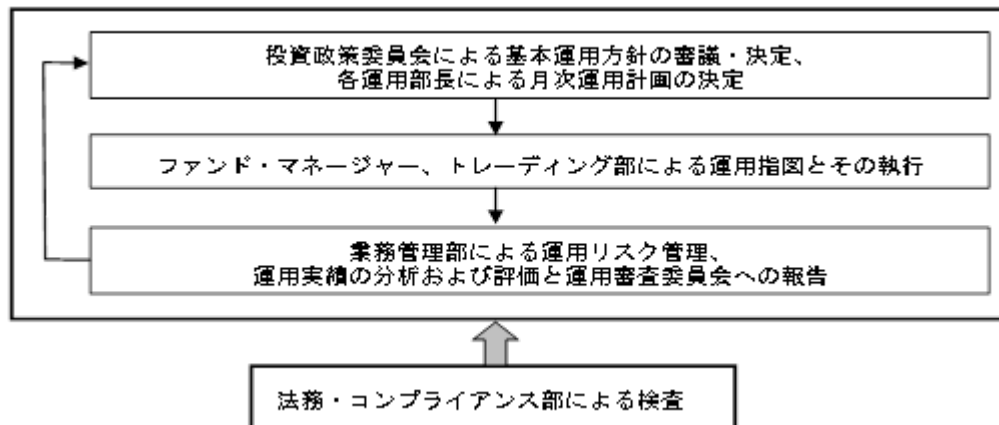 投資政策委員会による基本運用方針の審議・決定、
各運用部長による月次運用計画の決定
ファンド・マネージャー、トレーディング部による運用指図とその執行
業務管理部による運用リスク管理、
運用実績の分析および評価と運用審査委員会への報告
法務・コンプライアンス部による検査